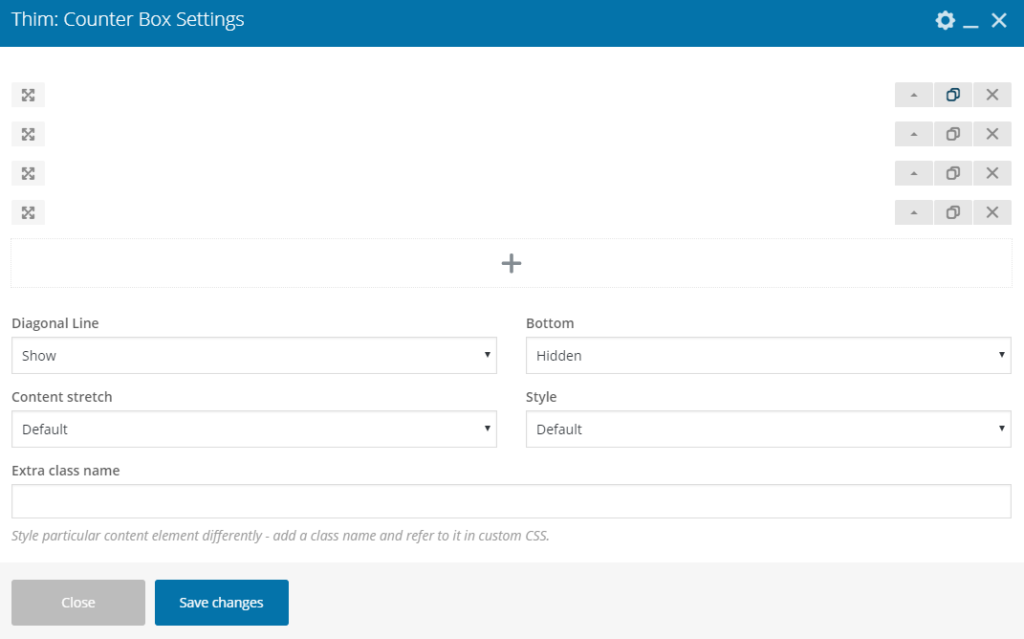 Thim: Counter Box Settings
Diagonal Line
Bottom
Show
Hidden
Content stretch
Style
Default
Default
Extra class name
Style particular content element differently - add a class name and refer to it in custom CSS.
Close
Save changes